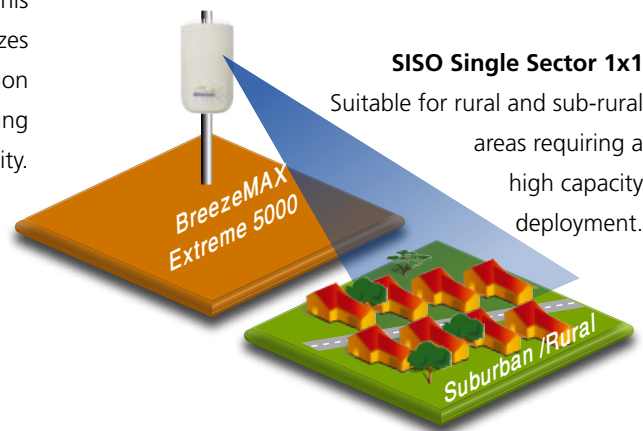 his
zes
ion
ing
ity.
SISO Single Sector 1x1
Suitable for rural and sub-rural
areas requiring a
high capacity
deployment.
BreezeMAX
Extreme 5000
Suburban /Rural